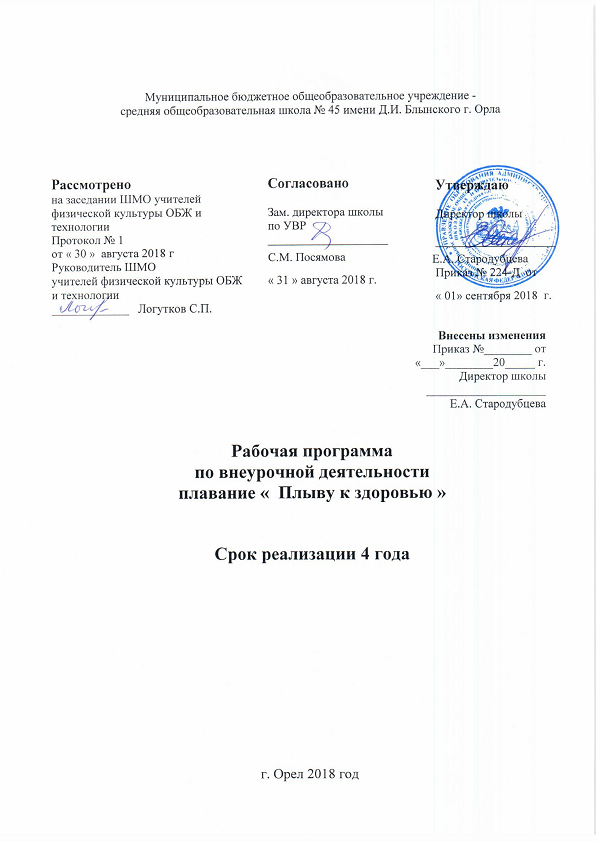 Муниципальное бюджетное общеобразовательное учреждение -
средняя общеобразовательная школа № 45 имени Д.И. Блынского г. Орла
Рассмотрено
на заседании ШМО учителей
физической культуры ОБЖ и
технологии
Протокол № 1
от « 30 » августа 2018 г
Руководитель ШМО
учителей физической культуры ОБЖ
и технологии
_____________ Логутков С.П.
Согласовано
Зам. директора школы
по УВР
____________________
С.М. Посямова
« 31 » августа 2018 г.
Утверждаю
Директор школы
Е.А. Стародубцева
Приказ № 224-Д от
« 01» сентября 2018 г.
Внесены изменения
Приказ №________ от
«___»________20_____ г.
Директор школы
____________________
Е.А. Стародубцева
Рабочая программа
по внеурочной деятельности
плавание « Плыву к здоровью »
Срок реализации 4 года
г. Орел 2018 год